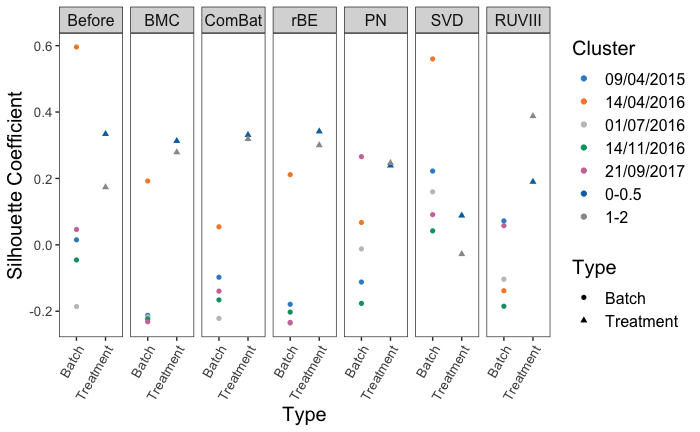 Before BMC ComBat rBE PN SVD RUVIII
Silhouette Coefficient
0.6
0.4
0.2
0.0
-0.2
Batch Treatment Batch Treatment Batch Treatment Batch Treatment Batch Treatment Batch Treatment Batch Treatment
Type
Cluster
09/04/2015
14/04/2016
01/07/2016
14/11/2016
21/09/2017
0-0.5
1-2
Type
Batch
Treatment